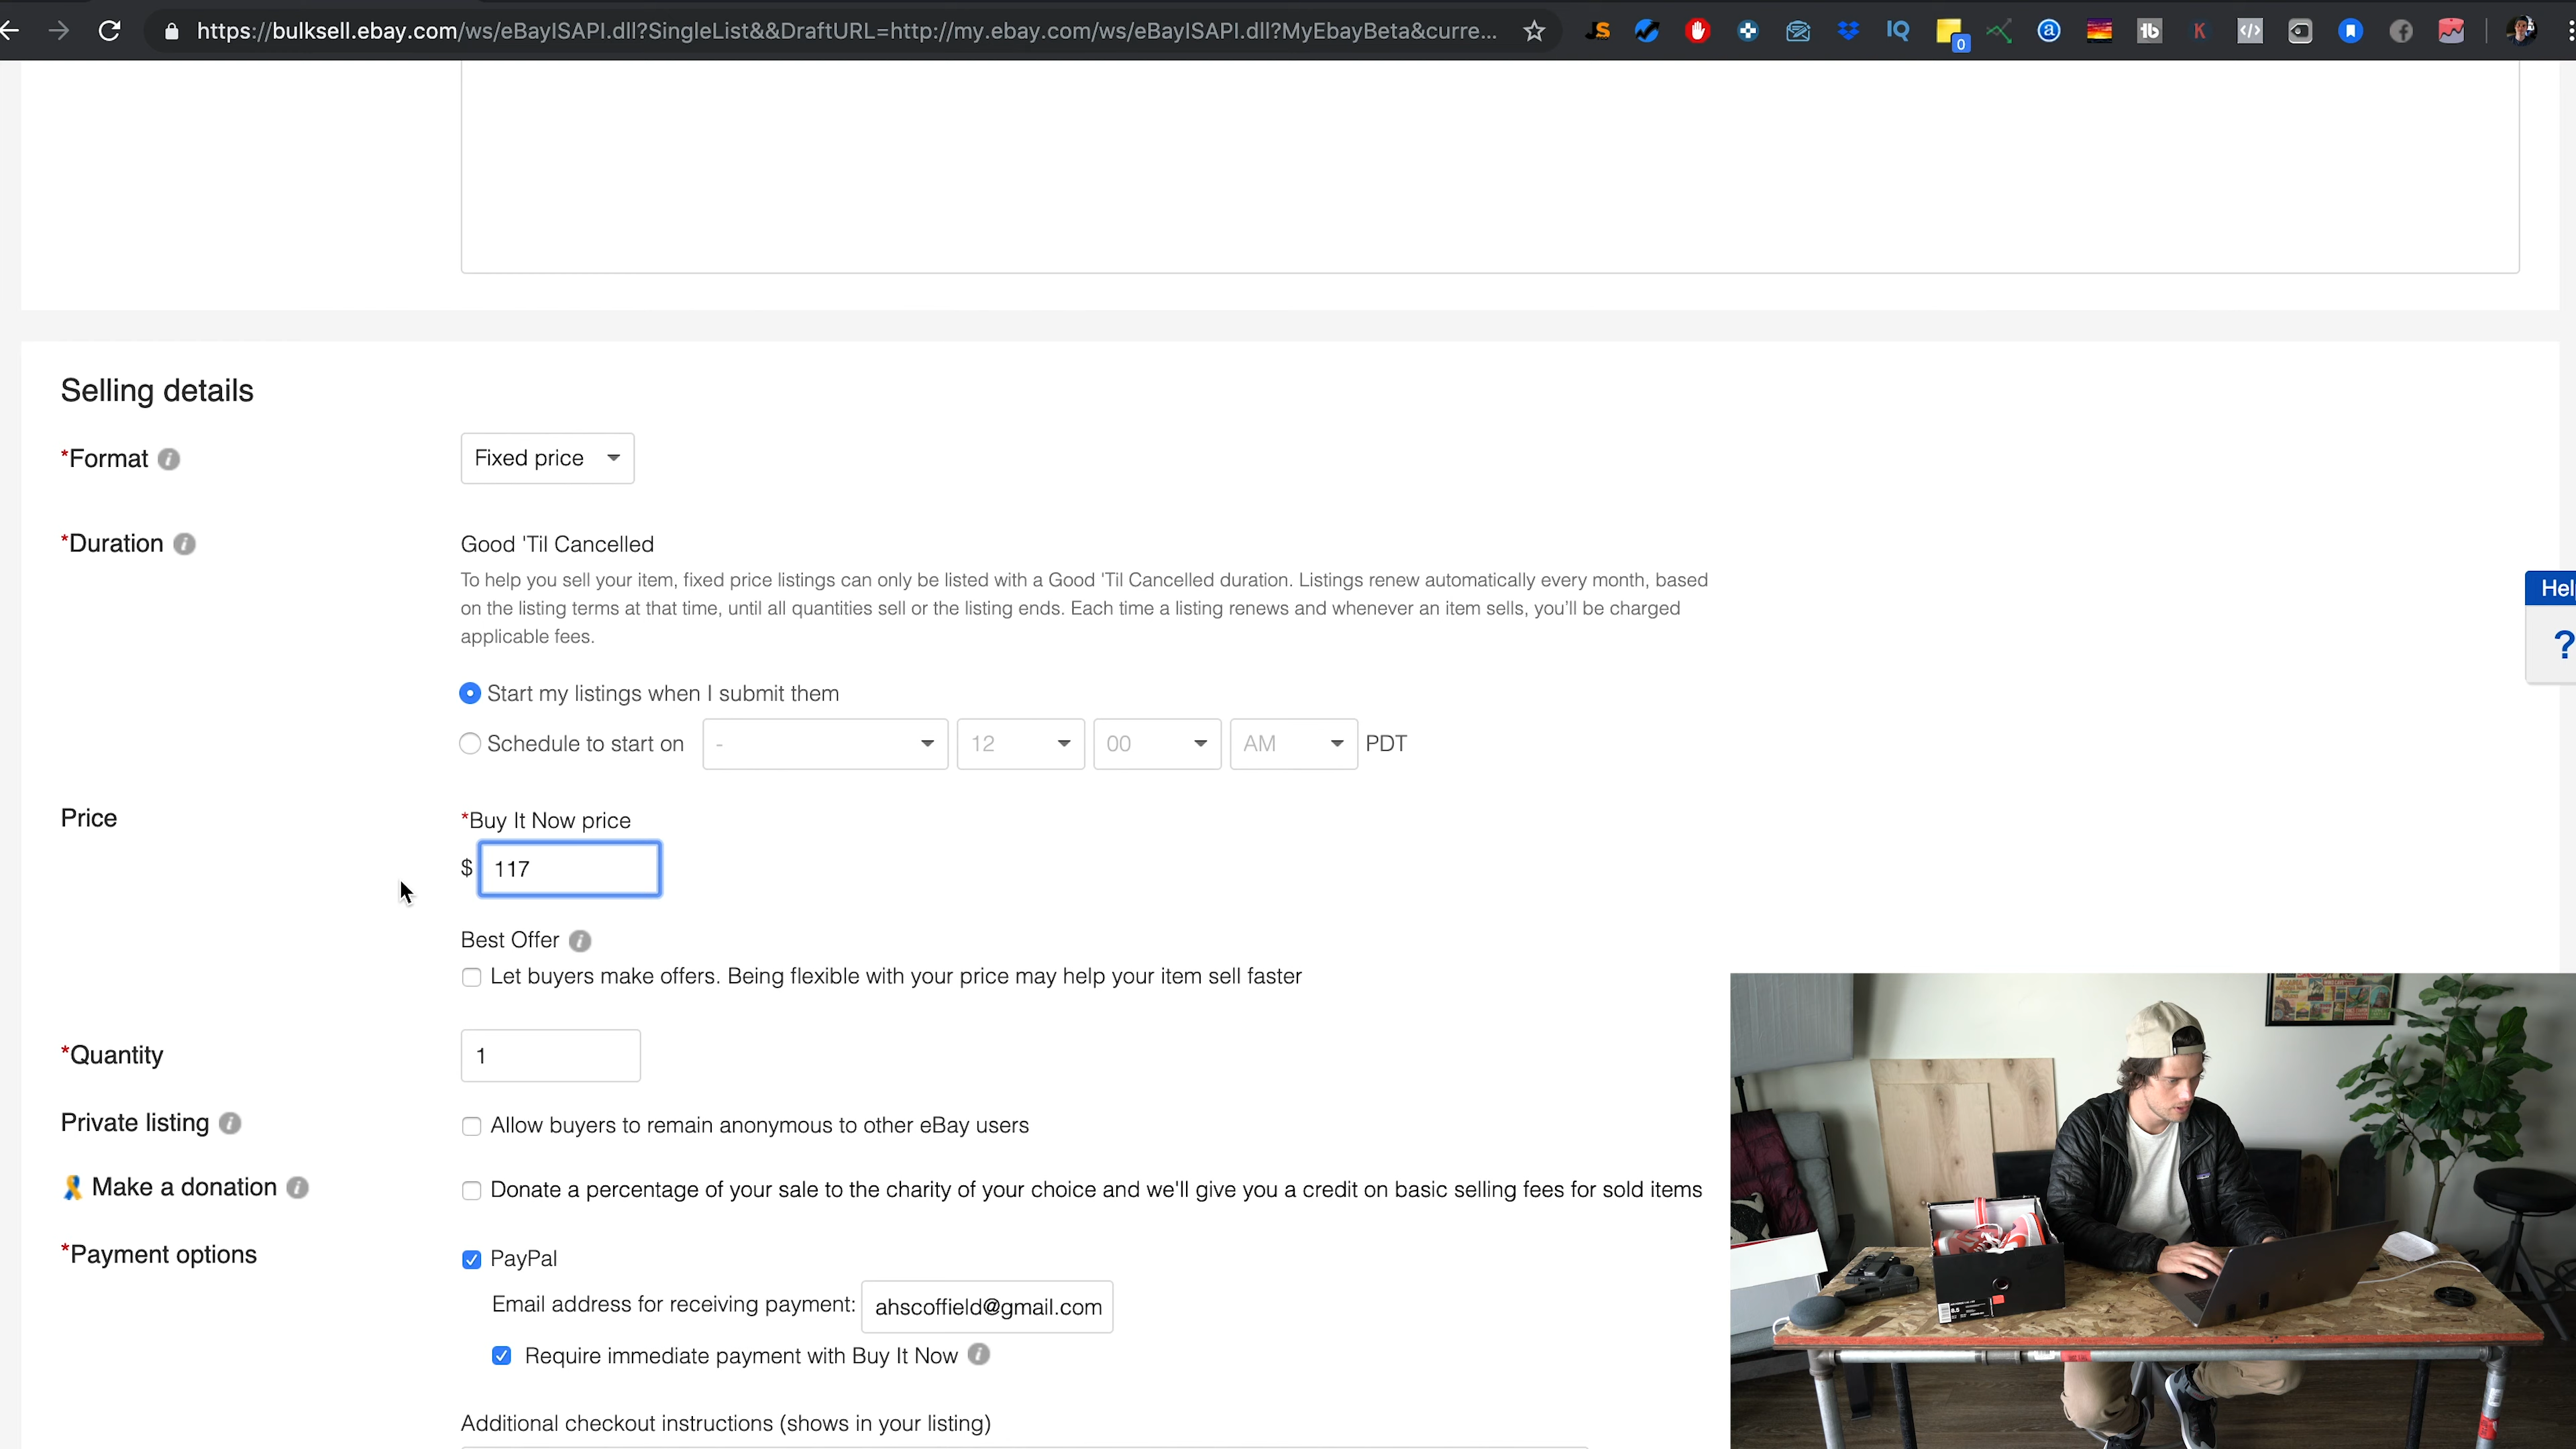 https://bulksell.ebay.com/ws/eBayISAPI.dll?SingleList&&DraftURL=http://my.ebay.com/ws/eBayISAPI.dll?MyEbayBeta&curre...
JS
IQ
0
a
tb
K
</>
f
Selling details
*Format
Fixed price
*Duration
Good 'Til Cancelled
To help you sell your item, fixed price listings can only be listed with a Good 'Til Cancelled duration. Listings renew automatically every month, based
on the listing terms at that time, until all quantities sell or the listing ends. Each time a listing renews and whenever an item sells, you'll be charged
applicable fees.
Hel
?
Start my listings when I submit them
Schedule to start on - 12 00 AM PDT
Price
*Buy It Now price
$ 117
Best Offer
Let buyers make offers. Being flexible with your price may help your item sell faster
*Quantity
1
Private listing
Allow buyers to remain anonymous to other eBay users
Make a donation
Donate a percentage of your sale to the charity of your choice and we'll give you a credit on basic selling fees for sold items
*Payment options
PayPal
Email address for receiving payment: ahscoffield@gmail.com
Require immediate payment with Buy It Now
Additional checkout instructions (shows in your listing)